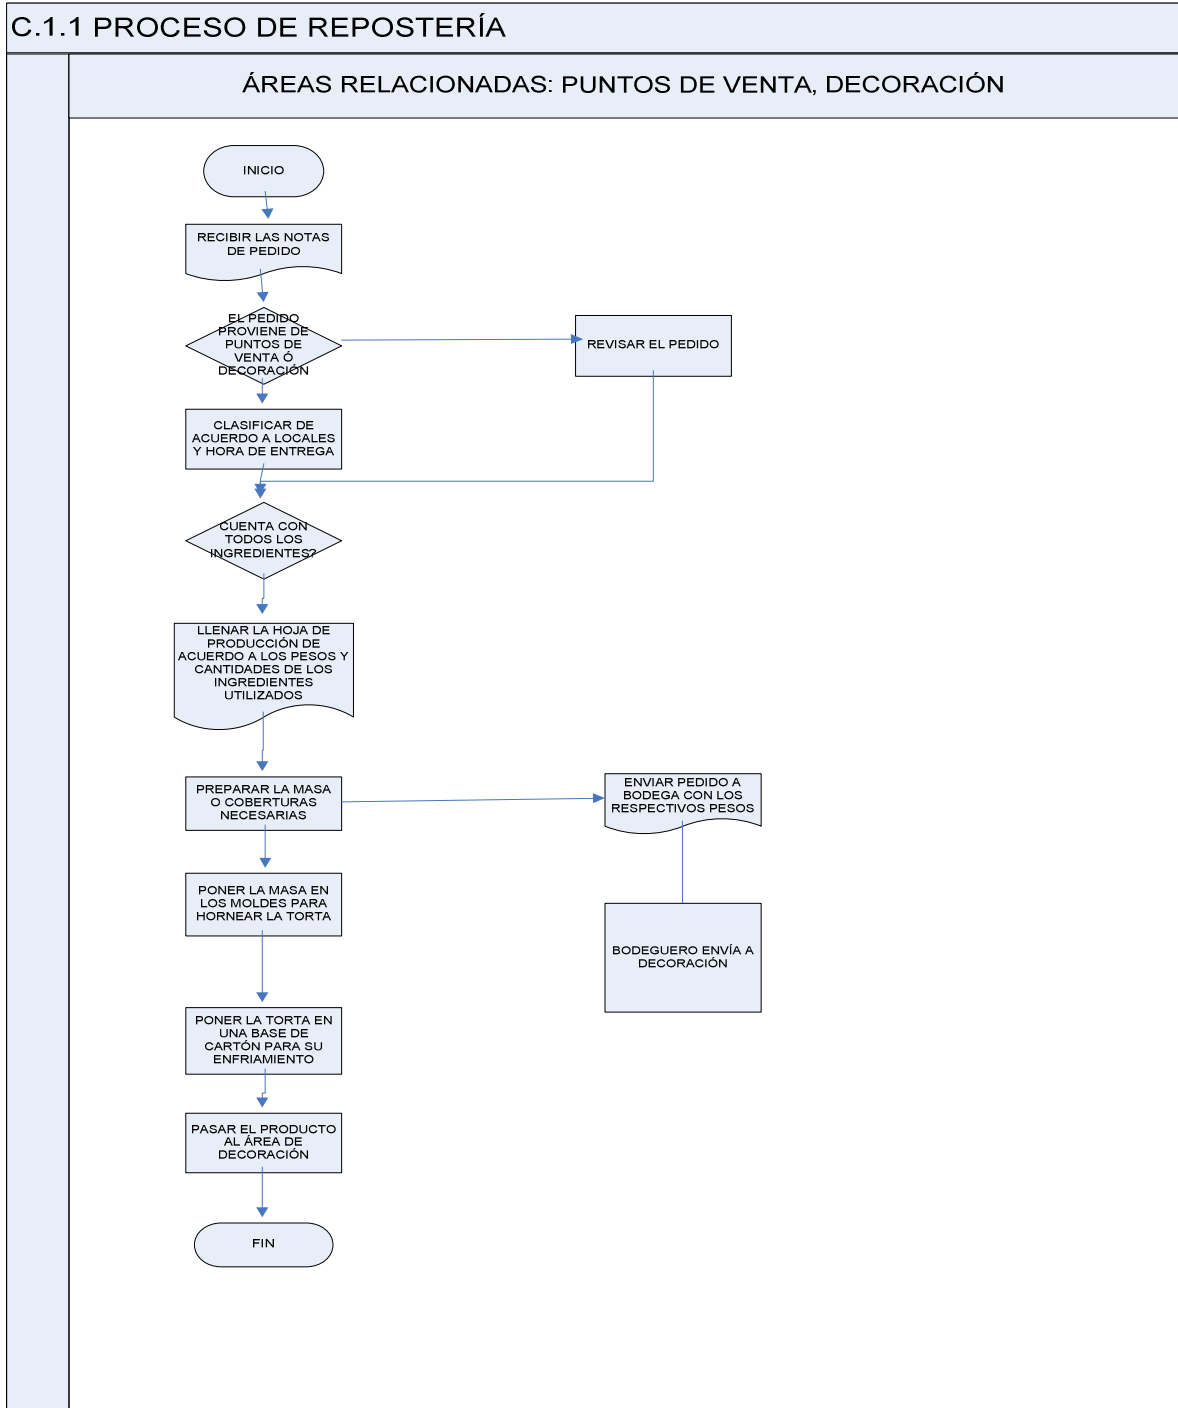 C.1.1 PROCESO DE REPOSTERÍA
ÁREAS RELACIONADAS: PUNTOS DE VENTA, DECORACIÓN
INICIO
RECIBIR LAS NOTAS
DE PEDIDO
EL PEDIDO
PROVIENE DE
PUNTOS DE
VENTA Ó
DECORACIÓN
REVISAR EL PEDIDO
CLASIFICAR DE
ACUERDO A LOCALES
Y HORA DE ENTREGA
CUENTA CON
TODOS LOS
INGREDIENTES?
LLENAR LA HOJA DE
PRODUCCIÓN DE
ACUERDO A LOS PESOS Y
CANTIDADES DE LOS
INGREDIENTES
UTILIZADOS
PREPARAR LA MASA
O COBERTURAS
NECESARIAS
ENVIAR PEDIDO A
BODEGA CON LOS
RESPECTIVOS PESOS
PONER LA MASA EN
LOS MOLDES PARA
HORNEAR LA TORTA
BODEGUERO ENVÍA A
DECORACIÓN
PONER LA TORTA EN
UNA BASE DE
CARTÓN PARA SU
ENFRIAMIENTO
PASAR EL PRODUCTO
AL ÁREA DE
DECORACIÓN
FIN